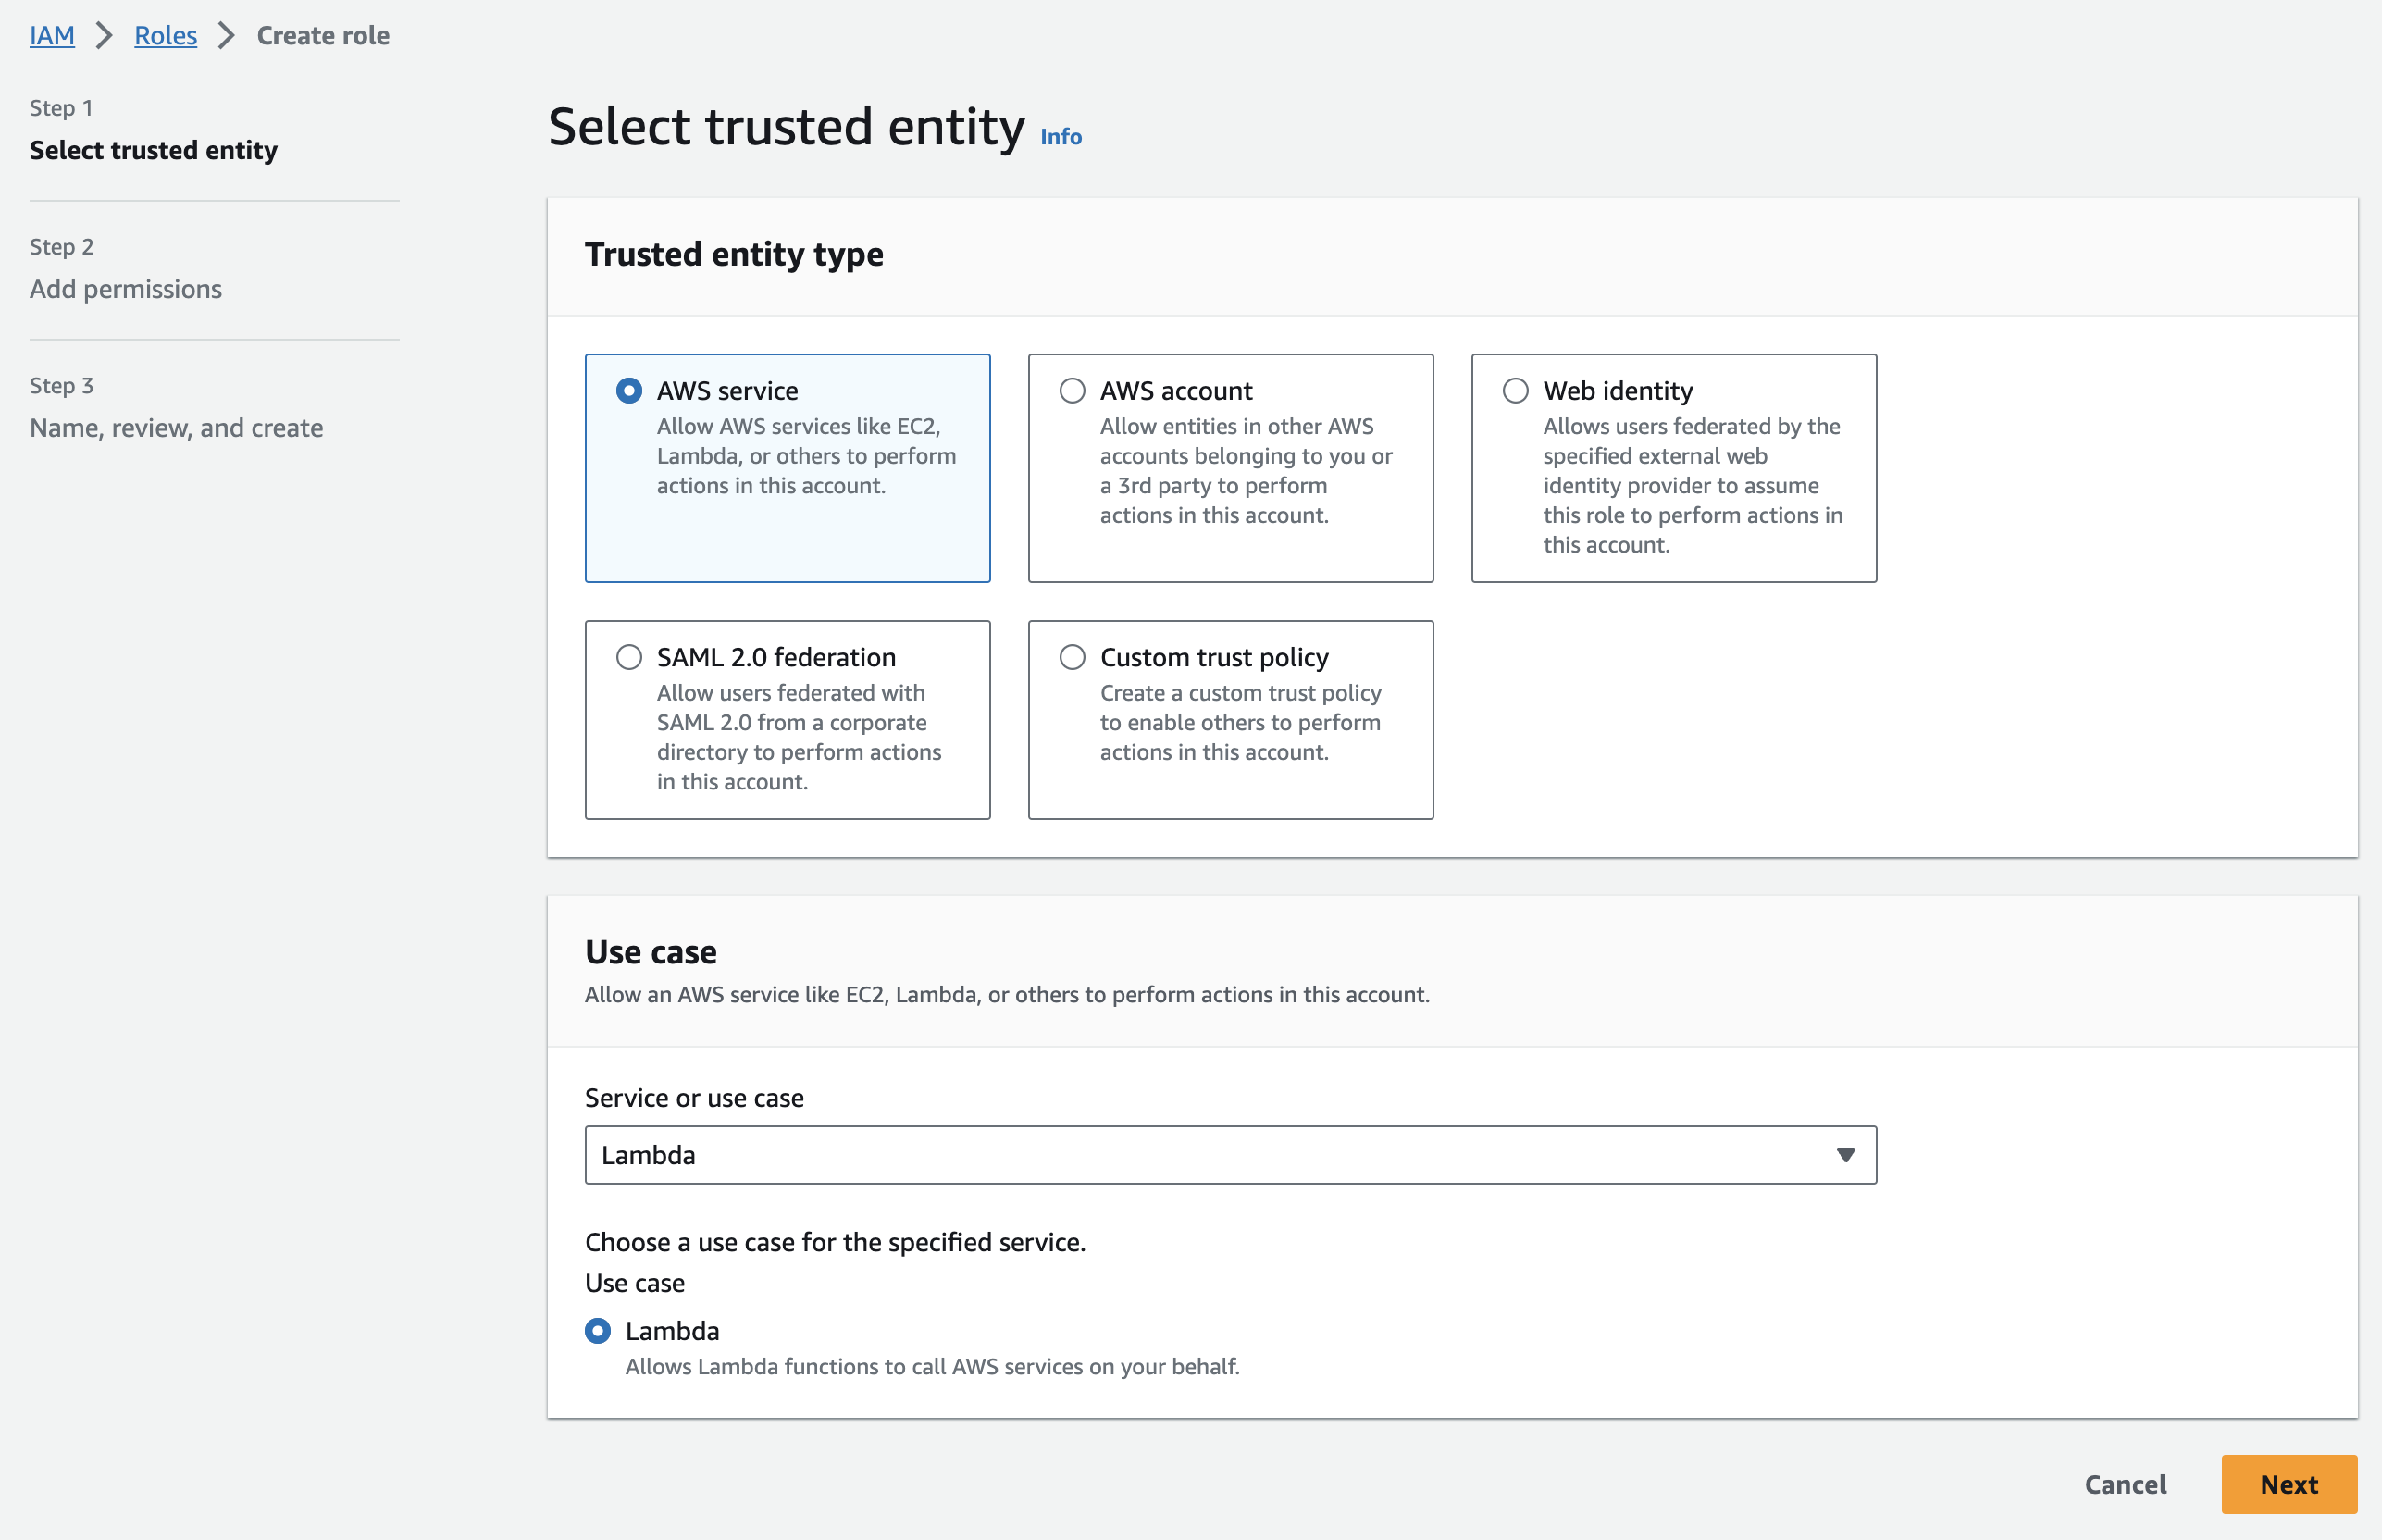 IAM > Roles > Create role
Step 1
Select trusted entity
Step 2
Add permissions
Step 3
Name, review, and create
Select trusted entity Info
Trusted entity type
AWS service
Allow AWS services like EC2,
Lambda, or others to perform
actions in this account.
AWS account
Allow entities in other AWS
accounts belonging to you or
a 3rd party to perform
actions in this account.
Web identity
Allows users federated by the
specified external web
identity provider to assume
this role to perform actions in
this account.
SAML 2.0 federation
Allow users federated with
SAML 2.0 from a corporate
directory to perform actions
in this account.
Custom trust policy
Create a custom trust policy
to enable others to perform
actions in this account.
Use case
Allow an AWS service like EC2, Lambda, or others to perform actions in this account.
Service or use case
Lambda
Choose a use case for the specified service.
Use case
Lambda
Allows Lambda functions to call AWS services on your behalf.
Cancel Next